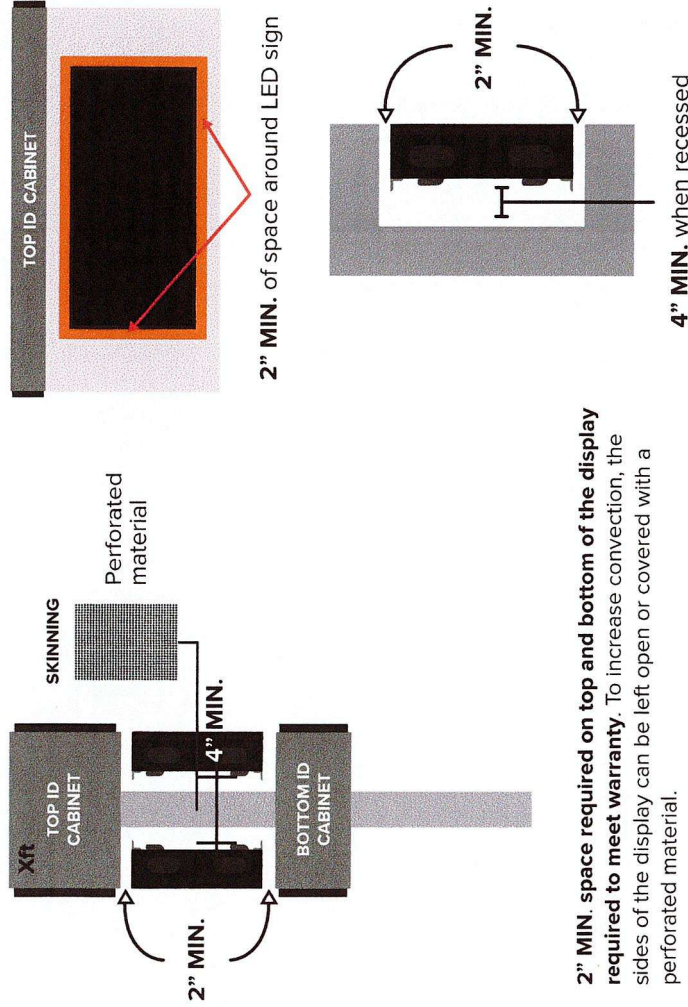 Xft
TOP ID
CABINET
SKINNING
Perforated
material
2” MIN.
4” MIN.
BOTTOM ID
CABINET
2” MIN. space required on top and bottom of the display
required to meet warranty. To increase convection, the
sides of the display can be left open or covered with a
perforated material.
TOP ID CABINET
2” MIN. of space around LED sign
2” MIN.
4” MIN. when recessed